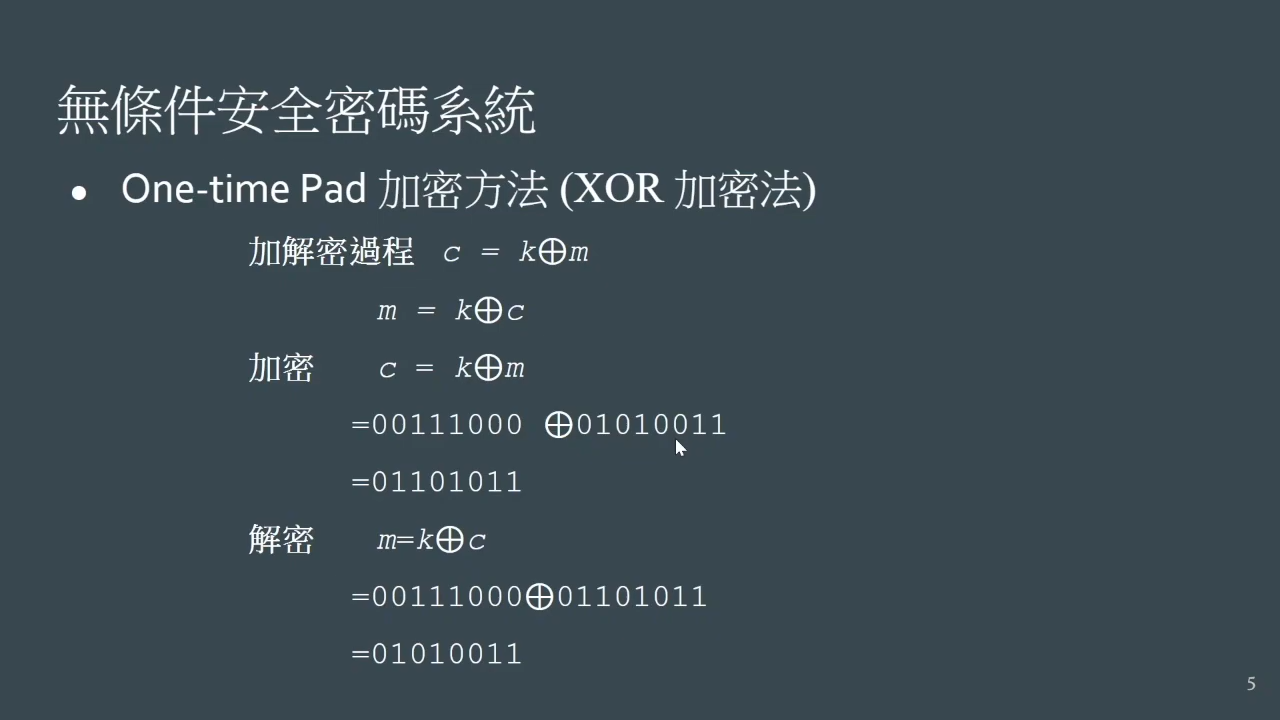 無條件安全密碼系統
● One-time Pad 加密方法 (XOR 加密法)
加解密過程 c = k⊕m
m = k⊕c
加密 c = k⊕m
=00111000 ⊕01010011
=01101011
解密 m=k⊕c
=00111000⊕01101011
=01010011
5